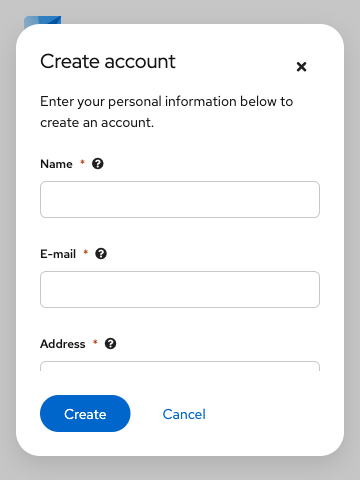 Create account
Enter your personal information below to
create an account.
Name *
E-mail *
Address *
Create Cancel